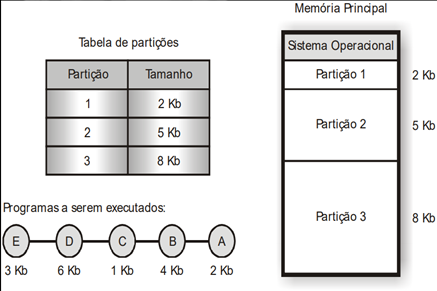 Memória Principal
Tabela de partições
Partição Tamanho
1 2 Kb
2 5 Kb
3 8 Kb
Sistema Operacional
Partição 1 2 Kb
Partição 2 5 Kb
Partição 3 8 Kb
Programas a serem executados:
E D C B A
3 Kb 6 Kb 1 Kb 4 Kb 2 Kb